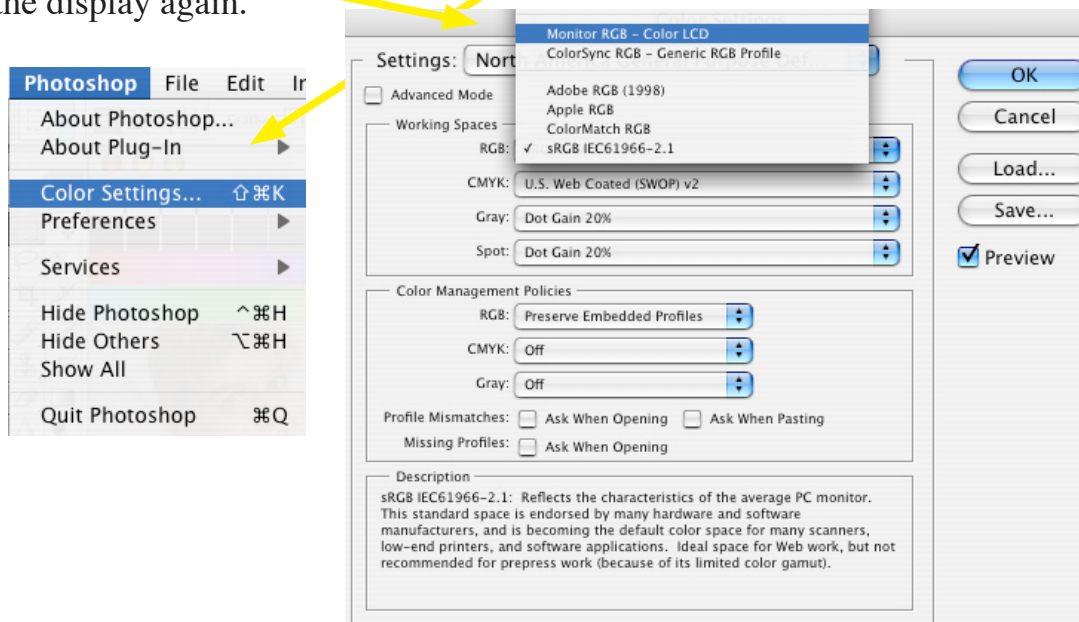 the display again.
Photoshop File Edit
About Photoshop...
About Plug-In
Color Settings... ⇧⌘K
Preferences
Services
Hide Photoshop ^⌘H
Hide Others ⌥⌘H
Show All
Quit Photoshop ⌘Q
Color Settings
Monitor RGB – Color LCD
ColorSync RGB – Generic RGB Profile
Adobe RGB (1998)
Apple RGB
ColorMatch RGB
✓ sRGB IEC61966-2.1
Settings: North America General Purpose Def...
Advanced Mode
Working Spaces
RGB:
CMYK: U.S. Web Coated (SWOP) v2
Gray: Dot Gain 20%
Spot: Dot Gain 20%
Color Management Policies
RGB: Preserve Embedded Profiles
CMYK: Off
Gray: Off
Profile Mismatches: Ask When Opening Ask When Pasting
Missing Profiles: Ask When Opening
Description
sRGB IEC61966-2.1: Reflects the characteristics of the average PC monitor.
This standard space is endorsed by many hardware and software
manufacturers, and is becoming the default color space for many scanners,
low-end printers, and software applications. Ideal space for Web work, but not
recommended for prepress work (because of its limited color gamut).
OK
Cancel
Load...
Save...
Preview